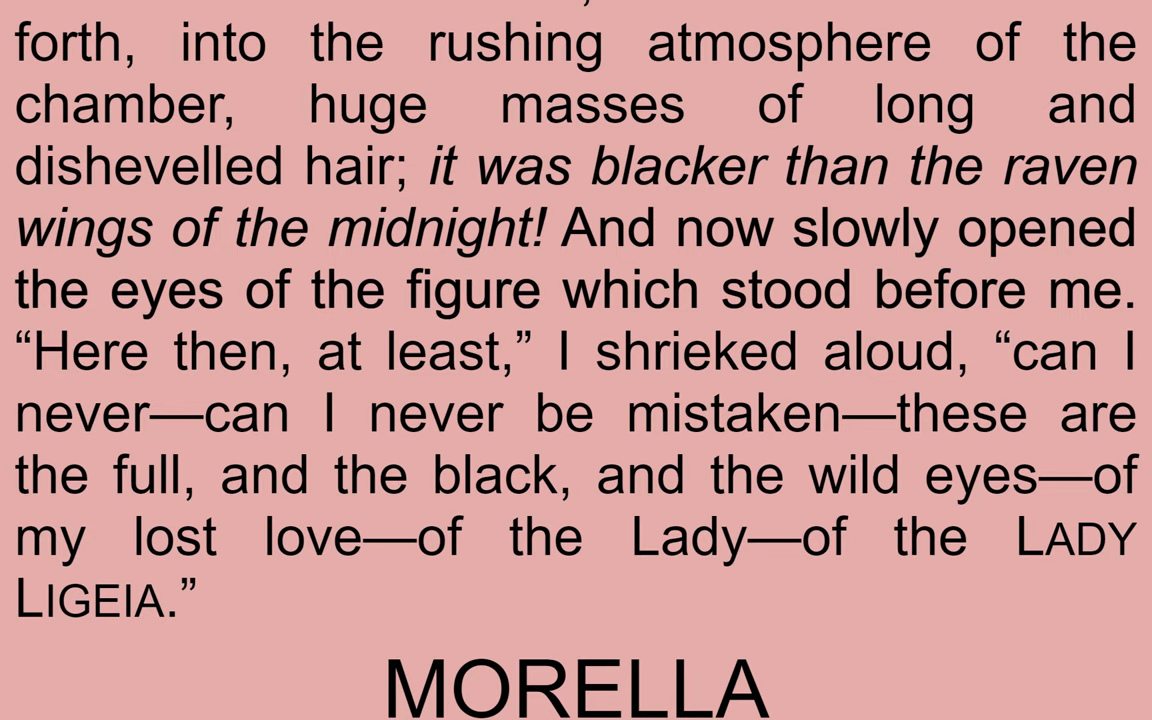 forth, into the rushing atmosphere of the
chamber, huge masses of long and
dishevelled hair; it was blacker than the raven
wings of the midnight! And now slowly opened
the eyes of the figure which stood before me.
“Here then, at least,” I shrieked aloud, “can I
never—can I never be mistaken—these are
the full, and the black, and the wild eyes—of
my lost love—of the Lady—of the LADY
LIGEIA.”
MORELLA